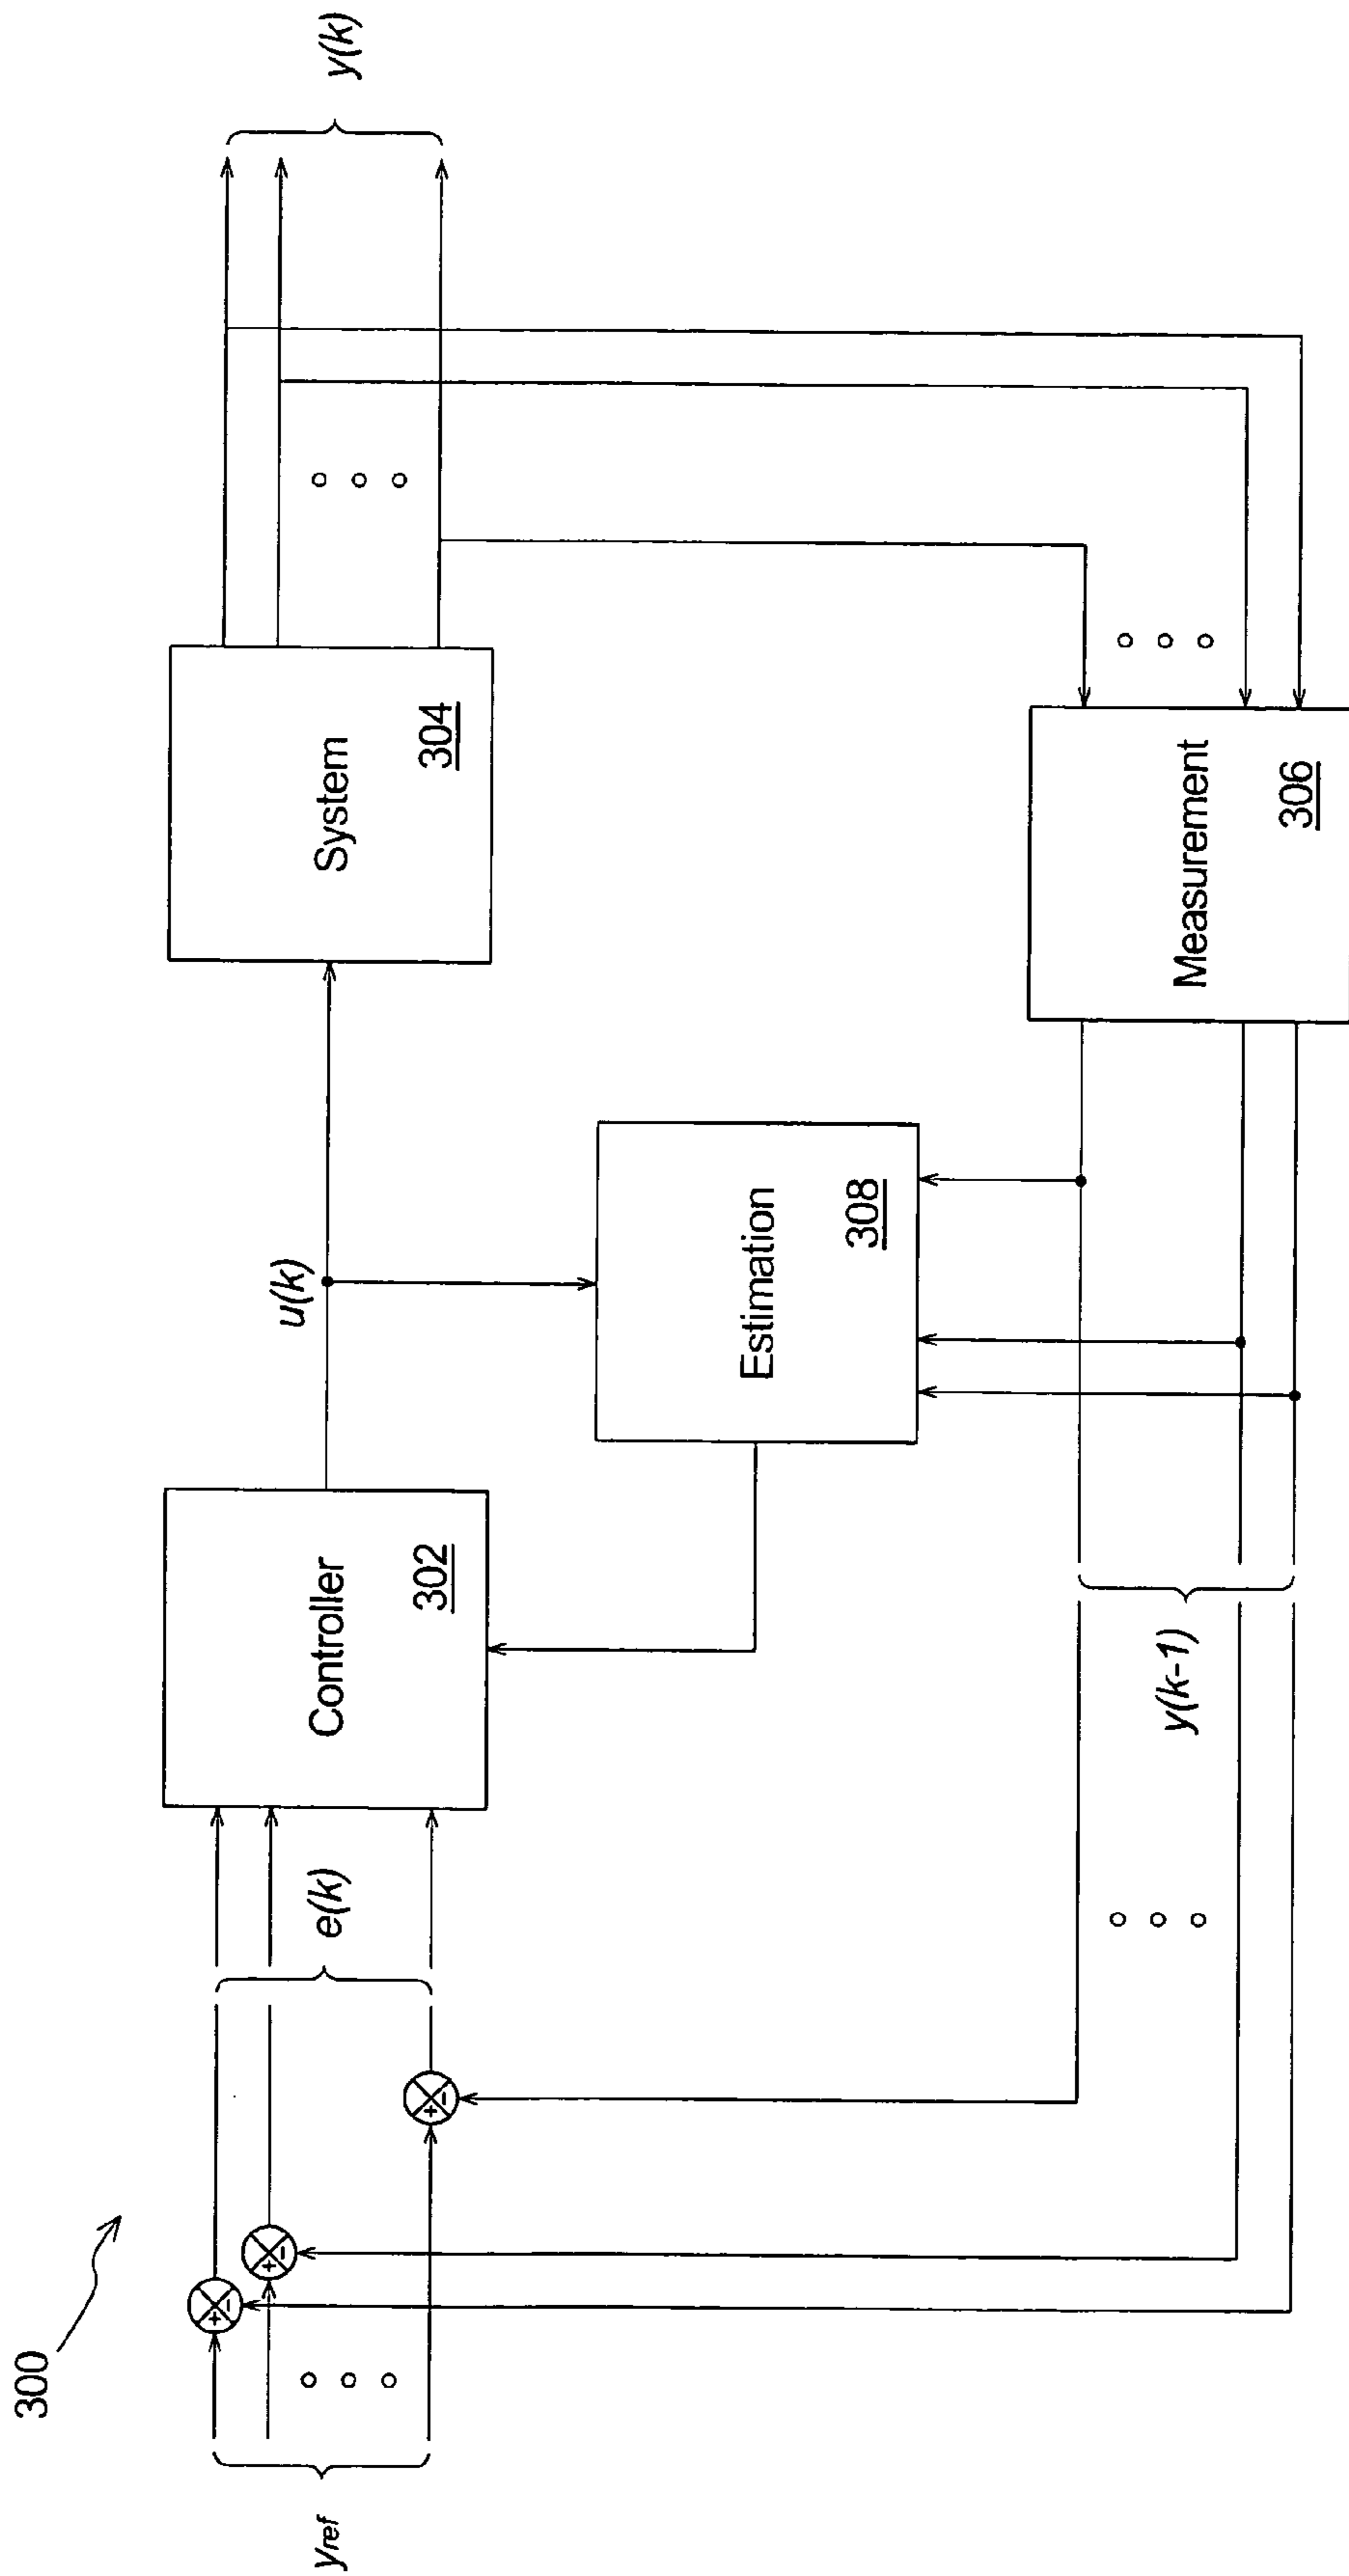 300
y(k)
System
304
u(k)
Controller
302
e(k)
yref
Estimation
308
Measurement
306
y(k-1)
+
-
+
-
+
-